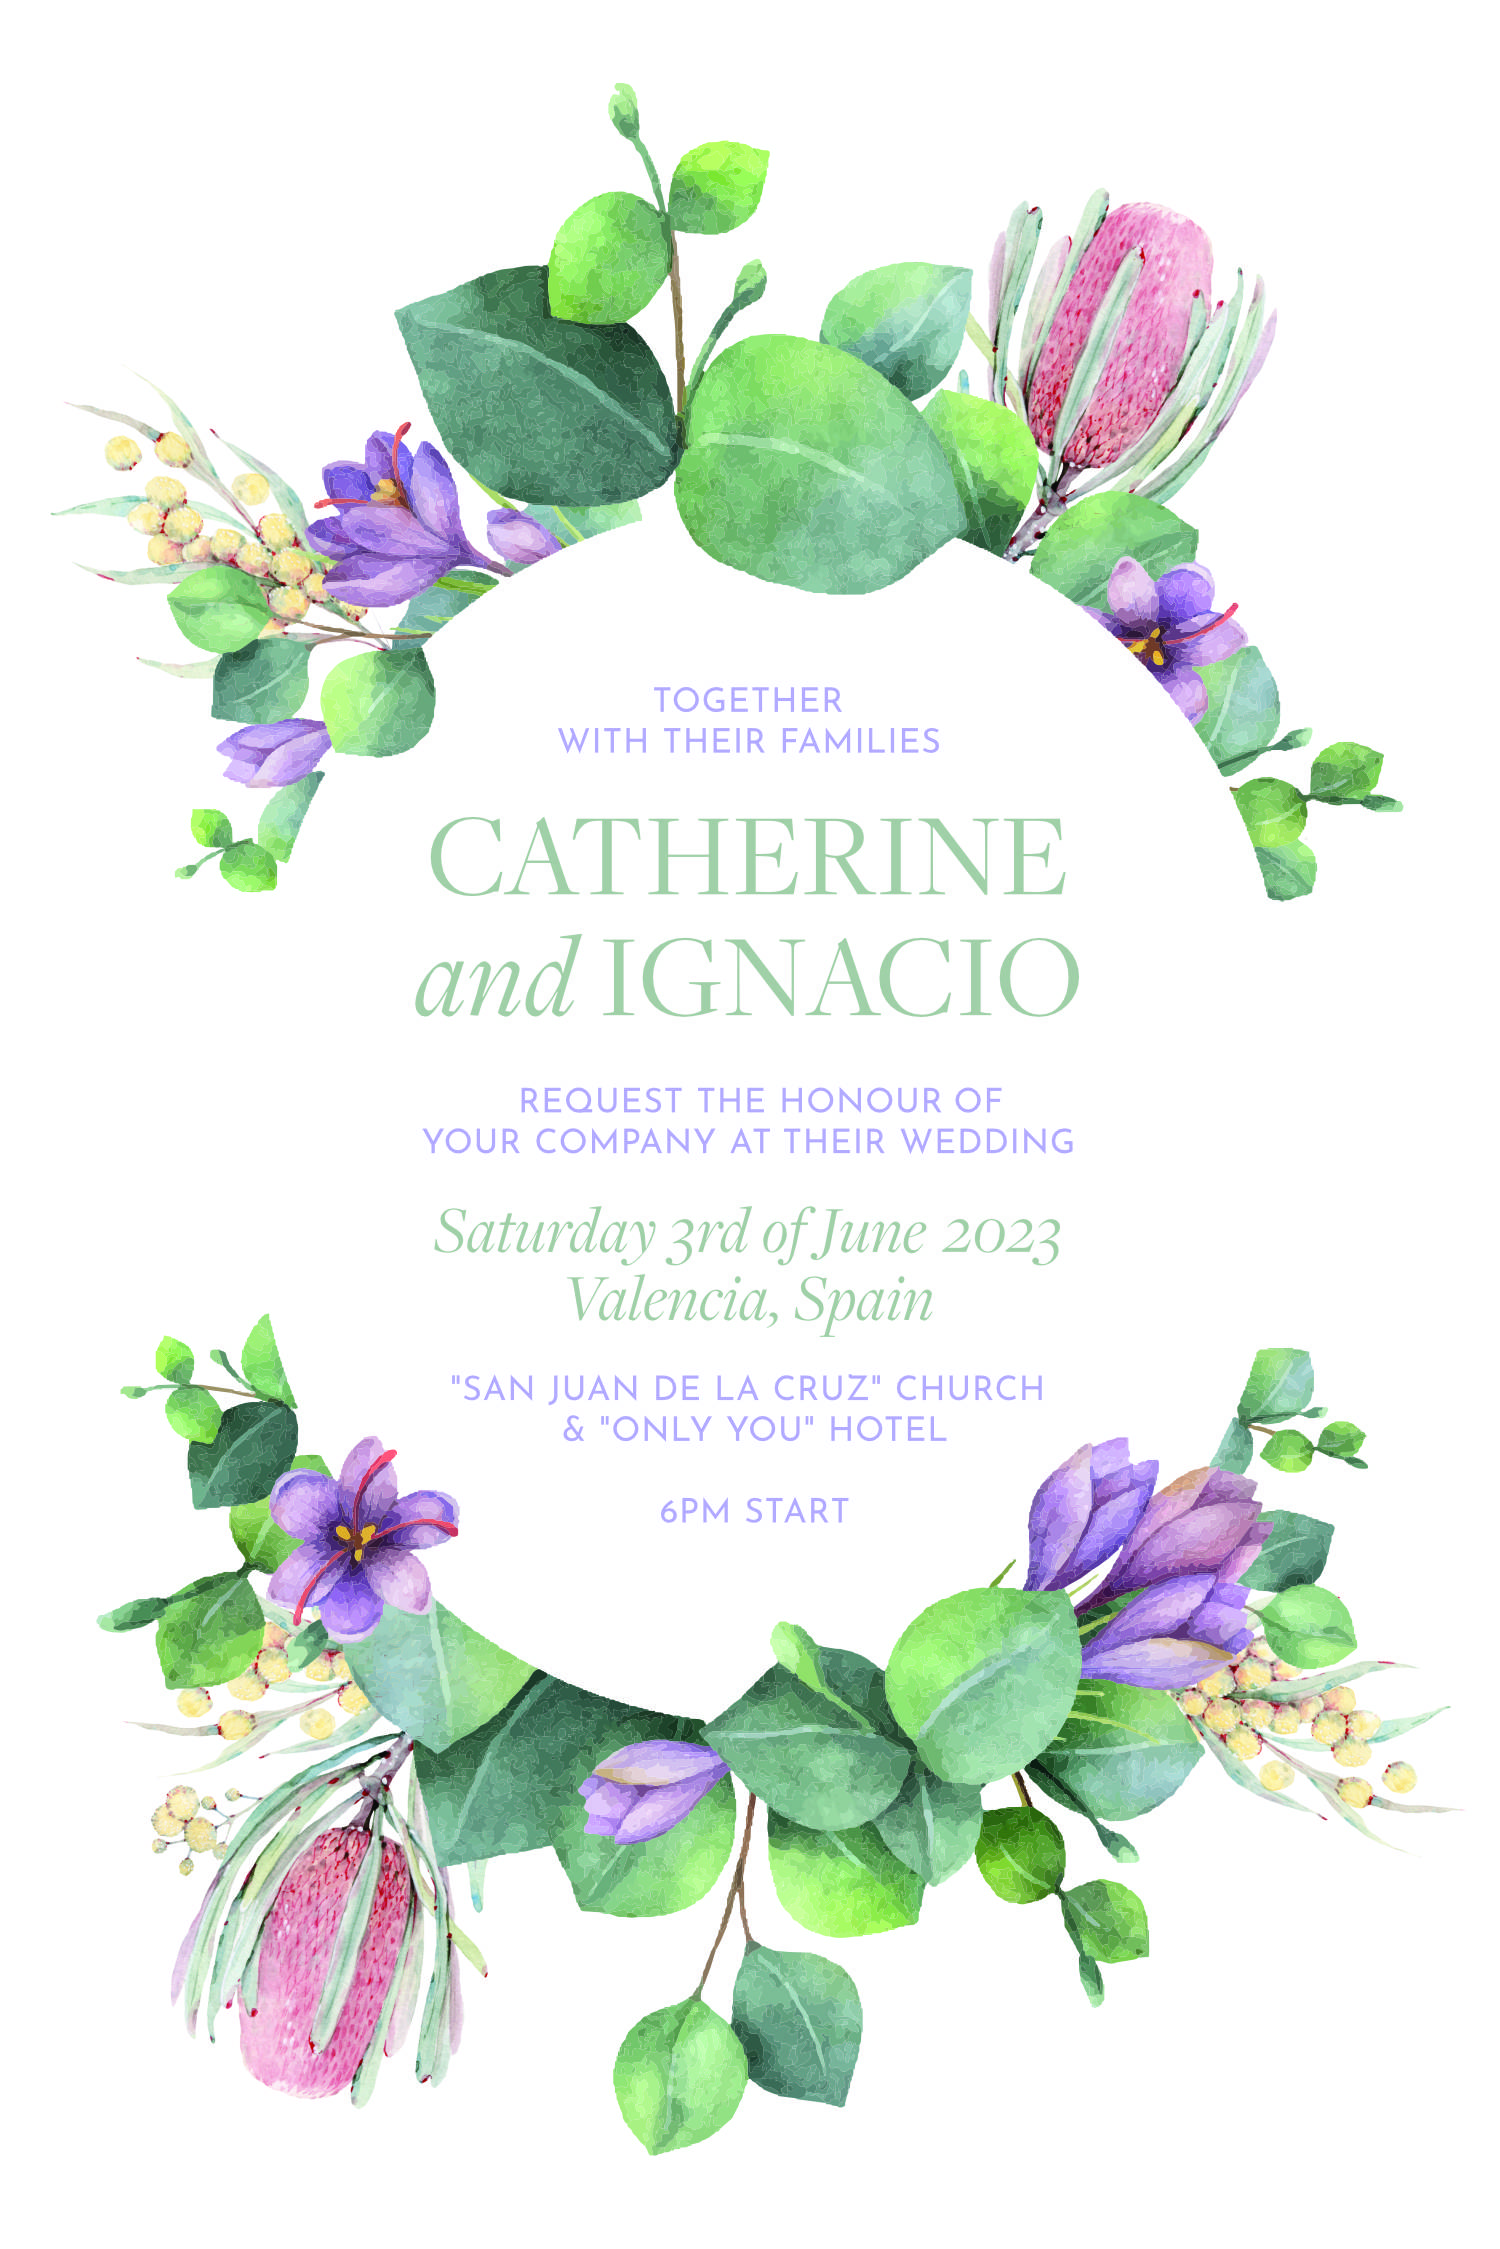 TOGETHER
WITH THEIR FAMILIES
CATHERINE
and IGNACIO
REQUEST THE HONOUR OF
YOUR COMPANY AT THEIR WEDDING
Saturday 3rd of June 2023
Valencia, Spain
"SAN JUAN DE LA CRUZ" CHURCH
& "ONLY YOU" HOTEL
6PM START